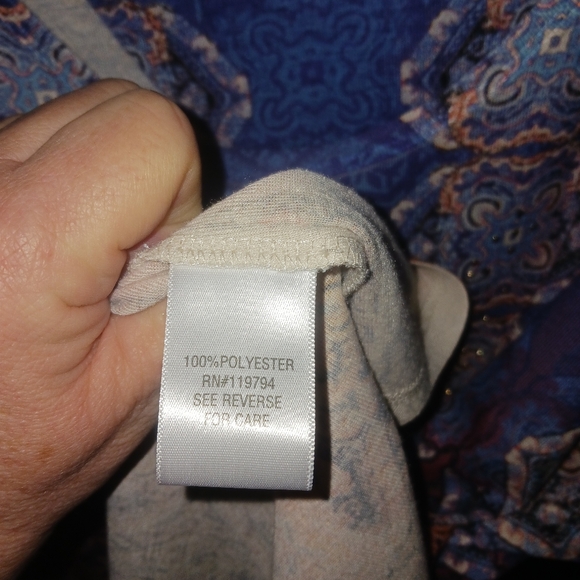 100%POLYESTER
RN#119794
SEE REVERSE
FOR CARE